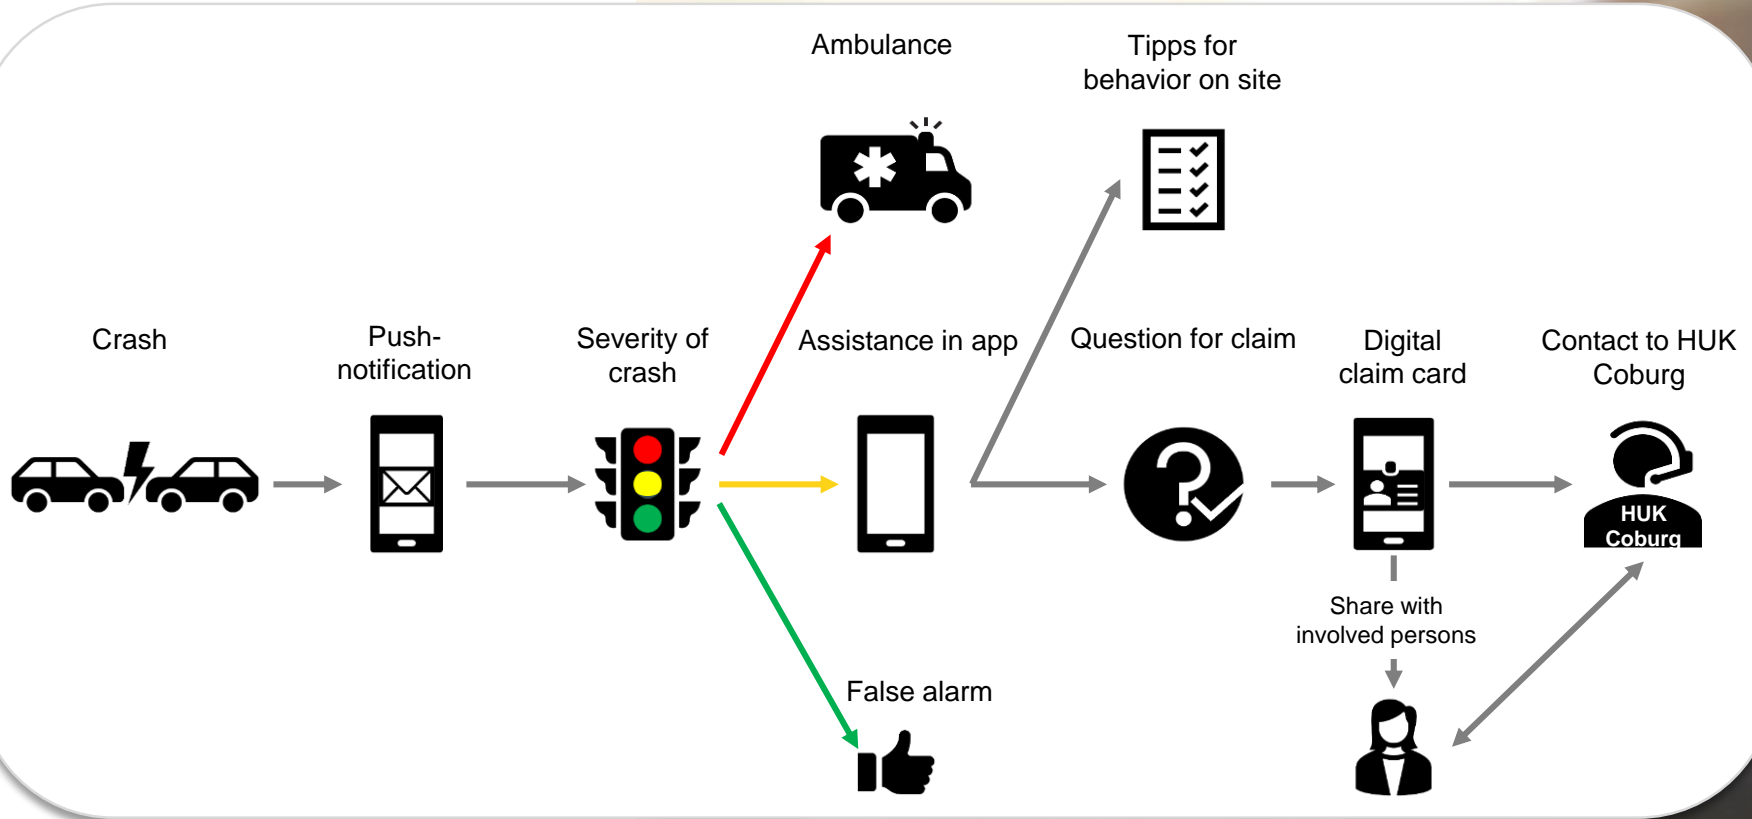 Ambulance
Tipps for
behavior on site
Crash
Push-
notification
Severity of
crash
Assistance in app
Question for claim
Digital
claim card
Contact to HUK
Coburg
HUK
Coburg
Share with
involved persons
False alarm